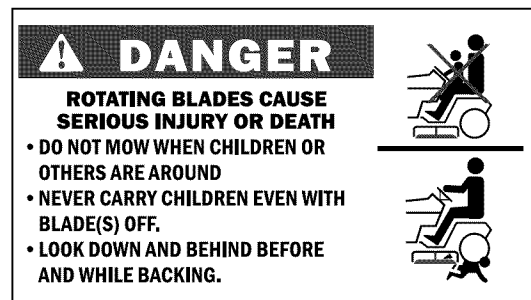 DANGER
ROTATING BLADES CAUSE
SERIOUS INJURY OR DEATH
• DO NOT MOW WHEN CHILDREN OR
OTHERS ARE AROUND
• NEVER CARRY CHILDREN EVEN WITH
BLADE(S) OFF.
• LOOK DOWN AND BEHIND BEFORE
AND WHILE BACKING.